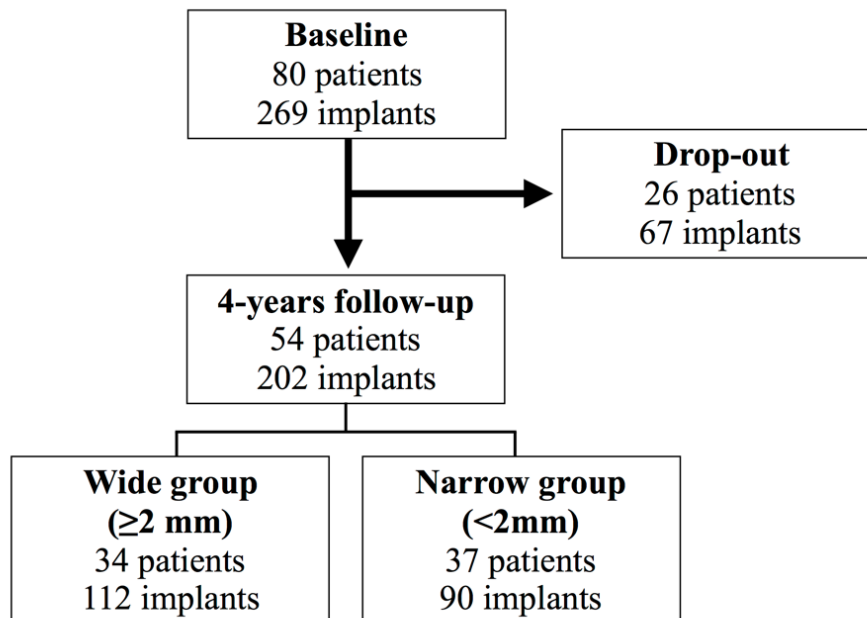 Baseline
80 patients
269 implants
Drop-out
26 patients
67 implants
4-years follow-up
54 patients
202 implants
Wide group
(≥2 mm)
34 patients
112 implants
Narrow group
(<2mm)
37 patients
90 implants